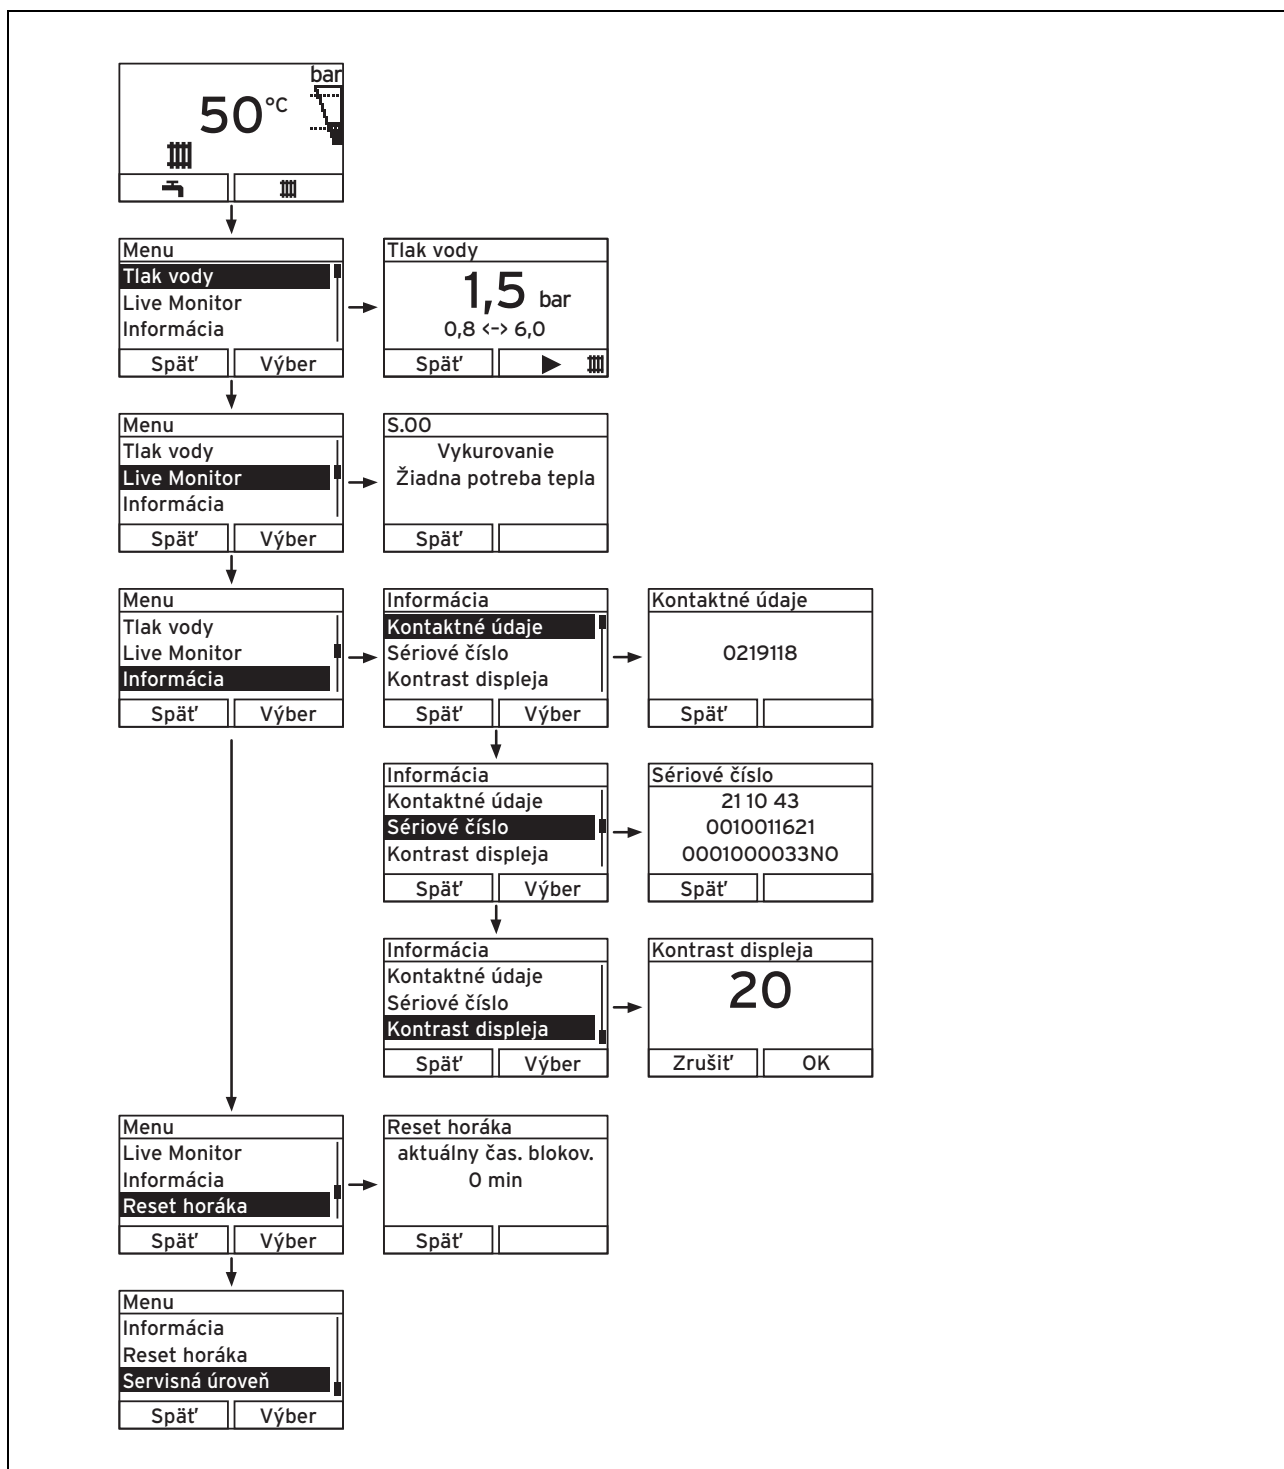 bar
50°C
Menu
Tlak vody
Live Monitor
Informácia
Späť Výber
Tlak vody
1,5 bar
0,8 <-> 6,0
Späť
Menu
Tlak vody
Live Monitor
Informácia
Späť Výber
S.00
Vykurovanie
Žiadna potreba tepla
Späť
Menu
Tlak vody
Live Monitor
Informácia
Späť Výber
Informácia
Kontaktné údaje
Sériové číslo
Kontrast displeja
Späť Výber
Kontaktné údaje
0219118
Späť
Informácia
Kontaktné údaje
Sériové číslo
Kontrast displeja
Späť Výber
Sériové číslo
21 10 43
0010011621
0001000033N0
Späť
Informácia
Kontaktné údaje
Sériové číslo
Kontrast displeja
Späť Výber
Kontrast displeja
20
Zrušiť OK
Menu
Live Monitor
Informácia
Reset horáka
Späť Výber
Reset horáka
aktuálny čas. blokov.
0 min
Späť
Menu
Informácia
Reset horáka
Servisná úroveň
Späť Výber